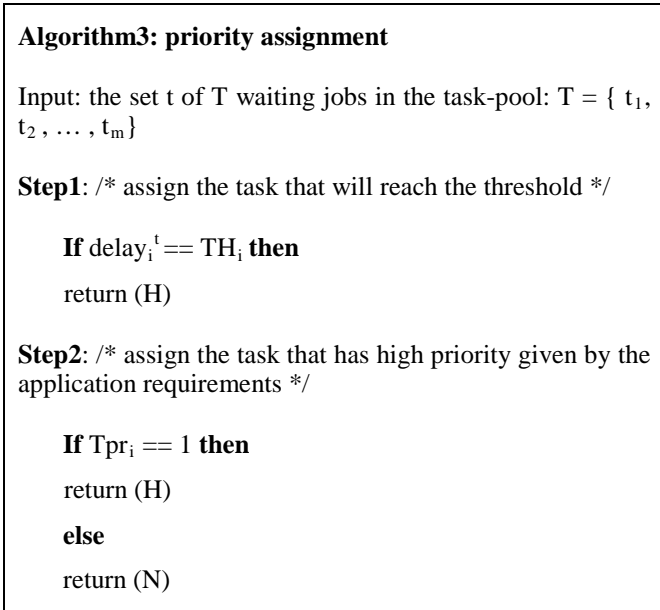 Algorithm3: priority assignment
Input: the set t of T waiting jobs in the task-pool: T = { t₁,
t₂ , … , tₘ}
Step1: /* assign the task that will reach the threshold */
If delayᵢᵗ == THᵢ then
return (H)
Step2: /* assign the task that has high priority given by the
application requirements */
If Tprᵢ == 1 then
return (H)
else
return (N)